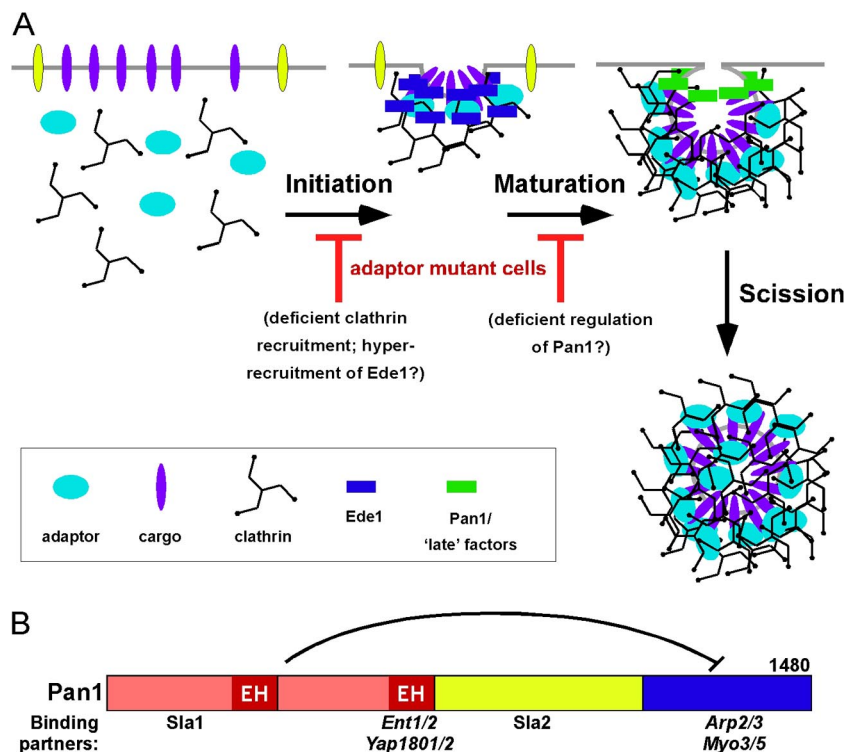 A
Initiation
Maturation
adaptor mutant cells
(deficient clathrin
recruitment; hyper-
recruitment of Ede1?)
(deficient regulation
of Pan1?)
Scission
adaptor
cargo
clathrin
Ede1
Pan1/
‘late’ factors
B
1480
Pan1
EH
EH
Binding
partners:
Sla1
Ent1/2
Yap1801/2
Sla2
Arp2/3
Myo3/5